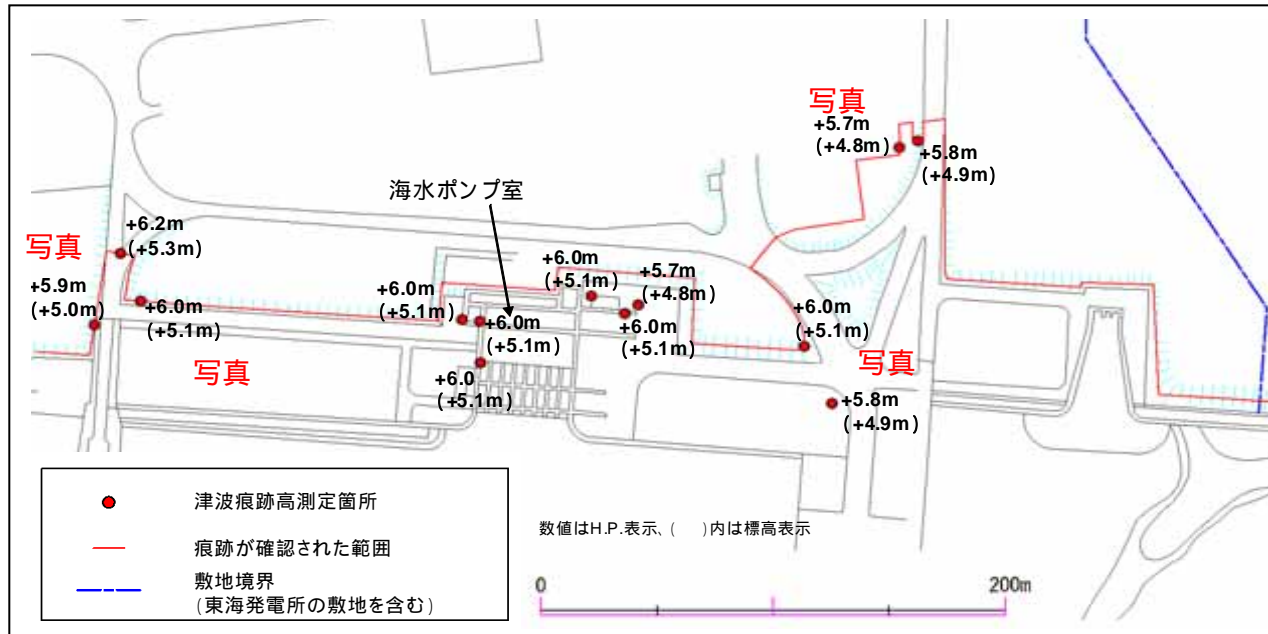 写真
+5.7m
(+4.8m)
+5.8m
(+4.9m)
海水ポンプ室
+6.2m
(+5.3m)
写真
+5.9m
(+5.0m)
+6.0m
(+5.1m)
+6.0m
(+5.1m)
+6.0m
(+5.1m)
+5.7m
(+4.8m)
+6.0m
(+5.1m)
+6.0m
(+5.1m)
+6.0m
(+5.1m)
写真
+6.0
(+5.1m)
写真
+5.8m
(+4.9m)
津波痕跡高測定箇所
痕跡が確認された範囲
敷地境界
(東海発電所の敷地を含む)
数値はH.P.表示、( )内は標高表示
0 200m